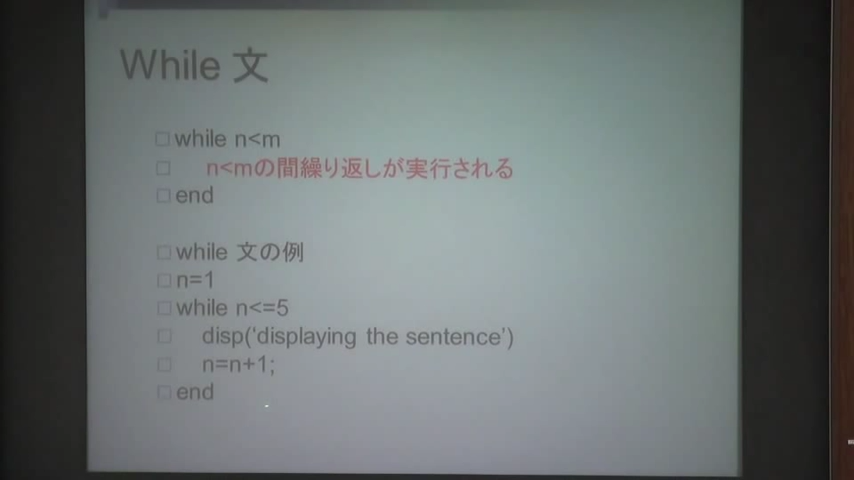 While 文
while n<m
n<mの間繰り返しが実行される
end
while 文の例
n=1
while n<=5
disp(‘displaying the sentence’)
n=n+1;
end